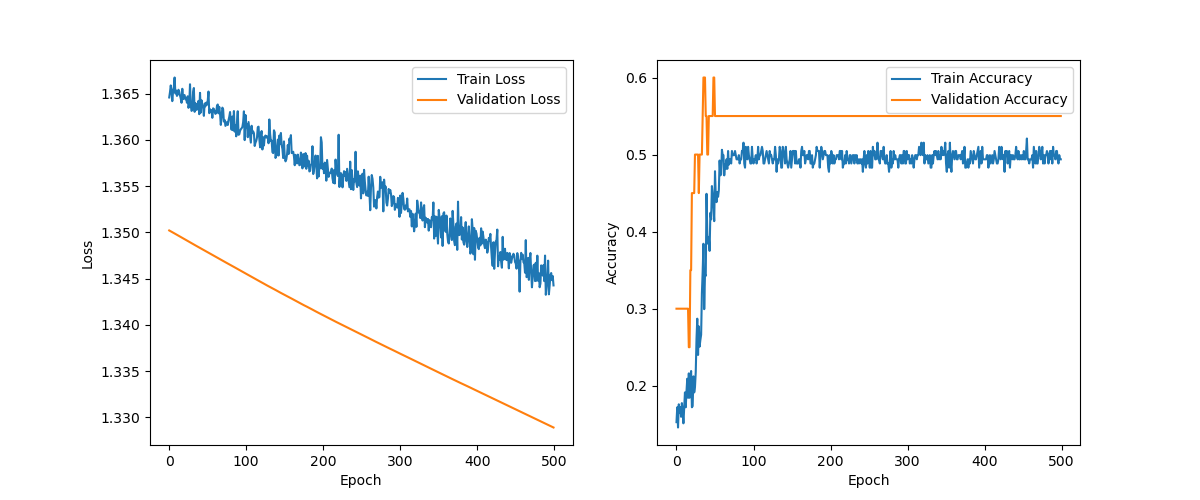 Train Loss
Validation Loss
1.365
1.360
1.355
1.350
1.345
1.340
1.335
1.330
Loss
0 100 200 300 400 500
Epoch
Train Accuracy
Validation Accuracy
0.6
0.5
0.4
0.3
0.2
Accuracy
0 100 200 300 400 500
Epoch